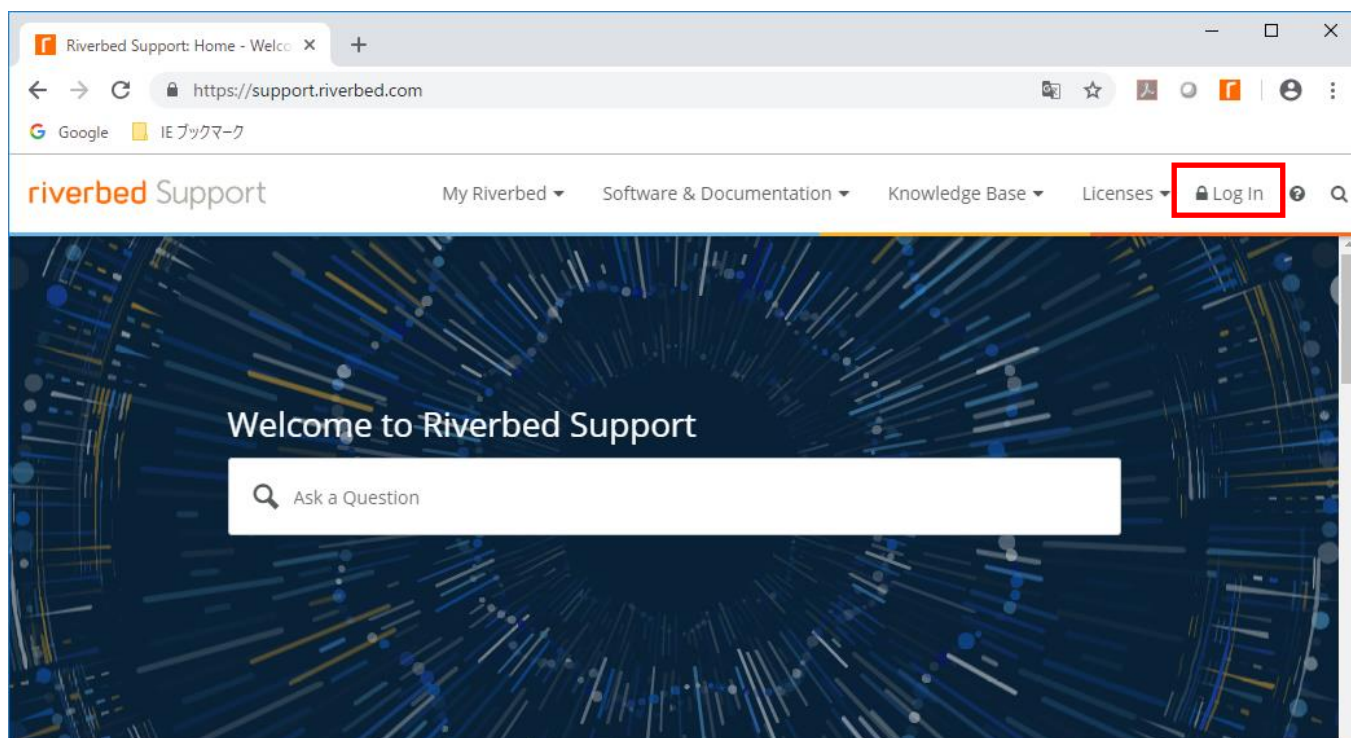 Riverbed Support: Home - Welco
https://support.riverbed.com
Google IE ブックマーク
riverbed Support My Riverbed Software & Documentation Knowledge Base Licenses Log In
Welcome to Riverbed Support
Ask a Question